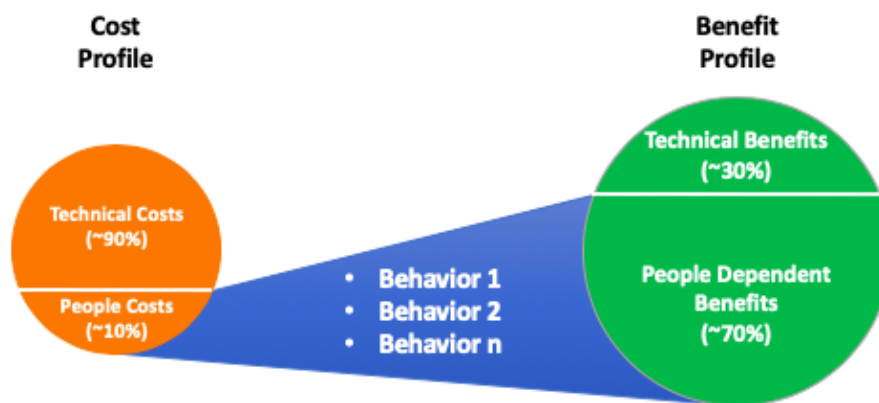 Cost
Profile
Benefit
Profile
Technical Costs
(~90%)
People Costs
(~10%)
• Behavior 1
• Behavior 2
• Behavior n
Technical Benefits
(~30%)
People Dependent
Benefits
(~70%)